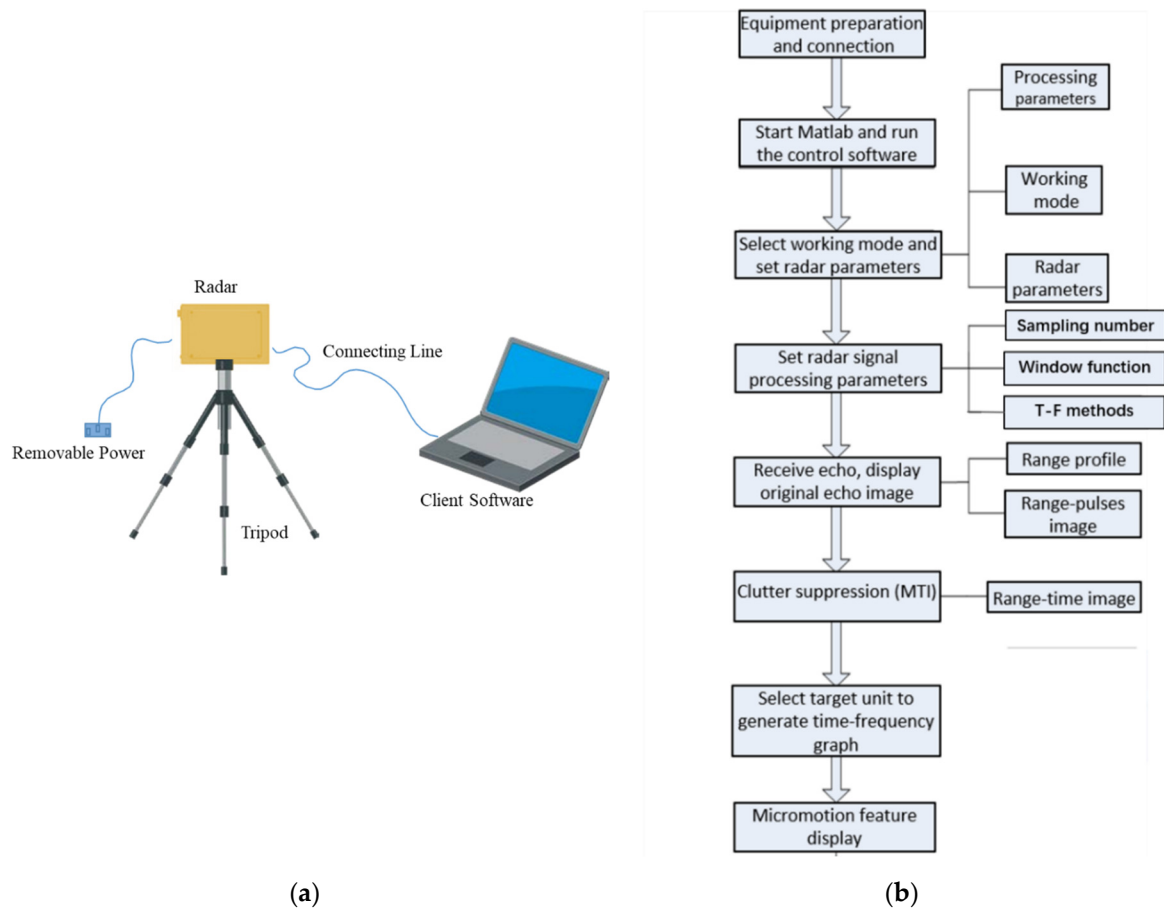 Radar
Connecting Line
Removable Power
Client Software
Tripod
(a)
Equipment preparation
and connection
Start Matlab and run
the control software
Select working mode and
set radar parameters
Processing
parameters
Working
mode
Radar
parameters
Set radar signal
processing parameters
Sampling number
Window function
T-F methods
Receive echo, display
original echo image
Range profile
Range-pulses
image
Clutter suppression (MTI)
Range-time image
Select target unit to
generate time-frequency
graph
Micromotion feature
display
(b)